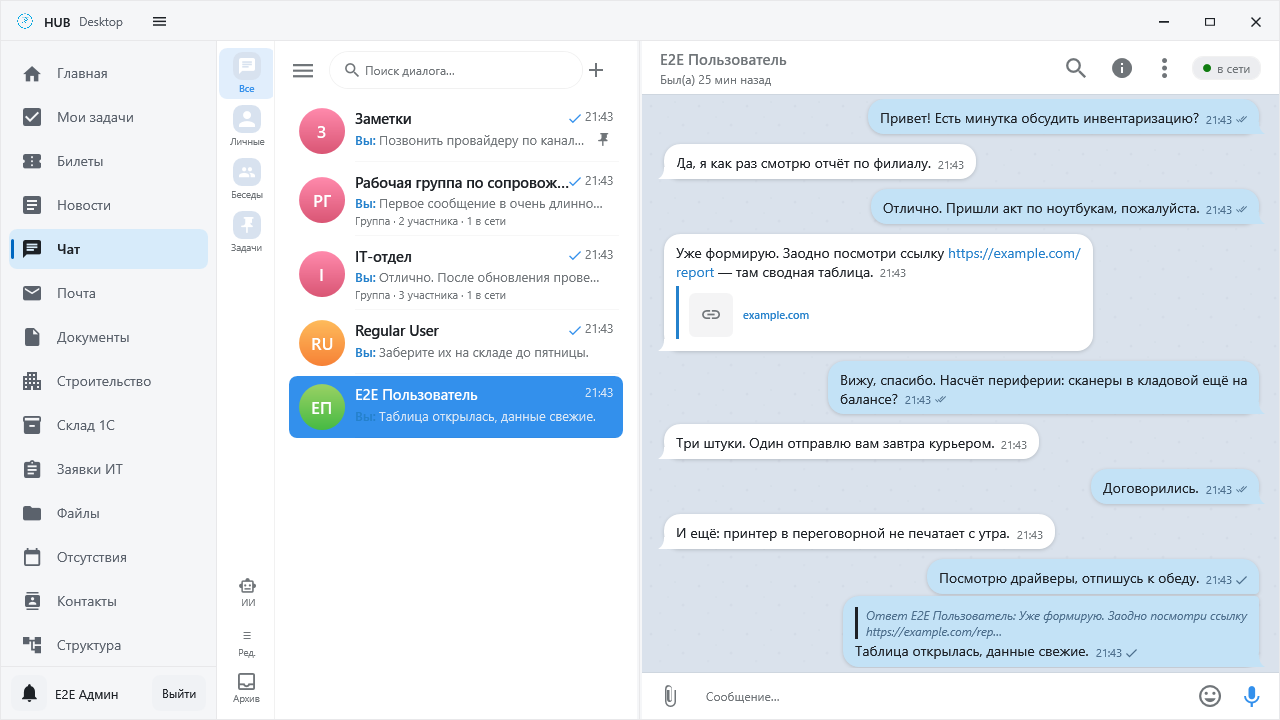 HUB Desktop
Главная
Мои задачи
Билеты
Новости
Чат
Почта
Документы
Строительство
Склад 1С
Заявки ИТ
Файлы
Отсутствия
Контакты
Структура
E2E Админ
Выйти
Все
Личные
Беседы
Задачи
ИИ
Ред.
Архив
Поиск диалога...
З
Заметки
21:43
Вы: Позвонить провайдеру по канал...
РГ
Рабочая группа по сопровож...
21:43
Вы: Первое сообщение в очень длинно...
Группа · 2 участника · 1 в сети
I
IT-отдел
21:43
Вы: Отлично. После обновления прове...
Группа · 3 участника · 1 в сети
RU
Regular User
21:43
Вы: Заберите их на складе до пятницы.
ЕП
E2E Пользователь
21:43
Вы: Таблица открылась, данные свежие.
E2E Пользователь
Был(а) 25 мин назад
в сети
Привет! Есть минутка обсудить инвентаризацию? 21:43
Да, я как раз смотрю отчёт по филиалу. 21:43
Отлично. Пришли акт по ноутбукам, пожалуйста. 21:43
Уже формирую. Заодно посмотри ссылку https://example.com/
report — там сводная таблица. 21:43
example.com
Вижу, спасибо. Насчёт периферии: сканеры в кладовой ещё на
балансе? 21:43
Три штуки. Один отправлю вам завтра курьером. 21:43
Договорились. 21:43
И ещё: принтер в переговорной не печатает с утра. 21:43
Посмотрю драйверы, отпишусь к обеду. 21:43
Ответ E2E Пользователь: Уже формирую. Заодно посмотри ссылку
https://example.com/rep...
Таблица открылась, данные свежие. 21:43
Сообщение...